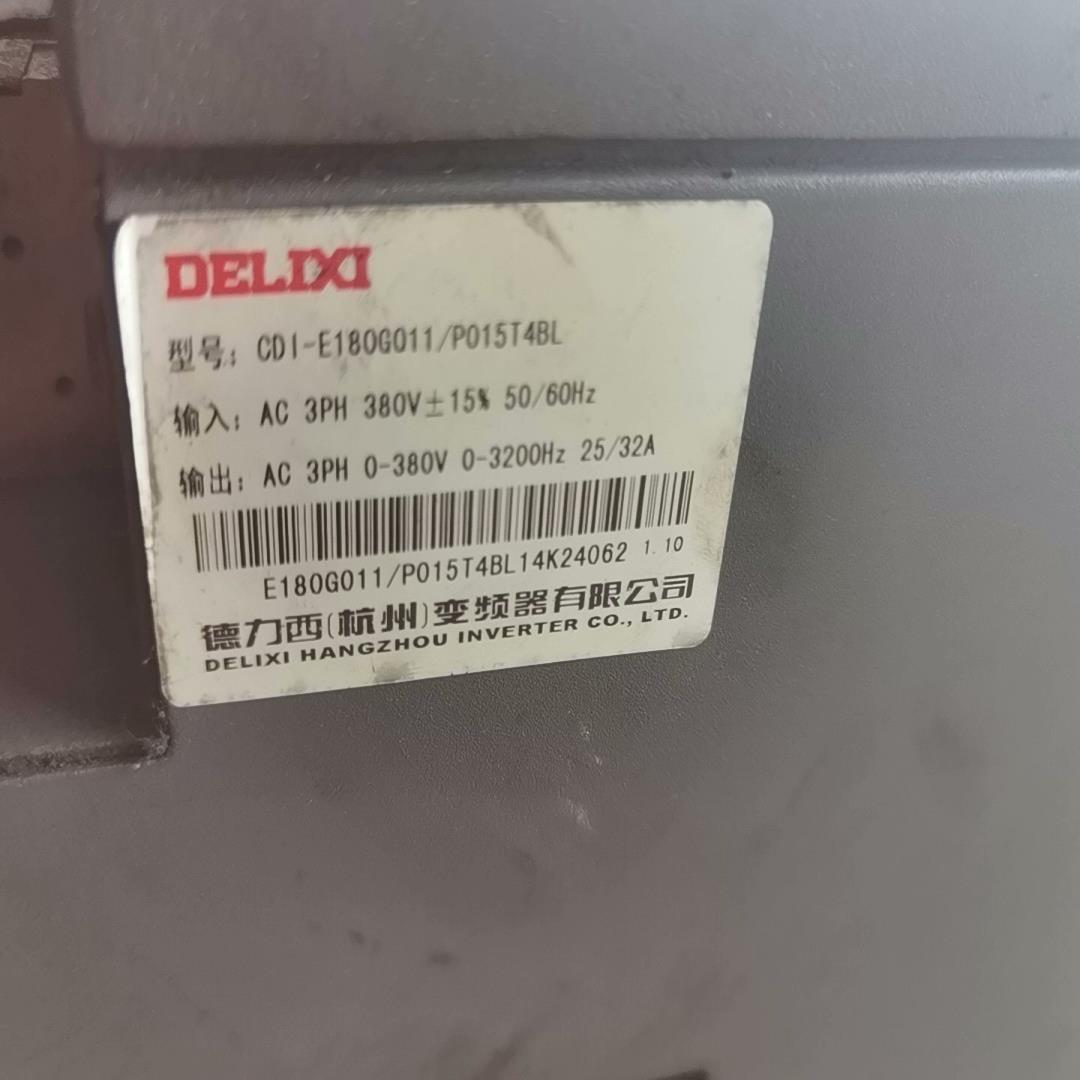 DELIXI
型号: CDI-E180G011/P015T4BL
输入: AC 3PH 380V±15% 50/60Hz
输出: AC 3PH 0-380V 0-3200Hz 25/32A
E180G011/P015T4BL14K24062 1.10
德力西(杭州)变频器有限公司
DELIXI HANGZHOU INVERTER CO., LTD.